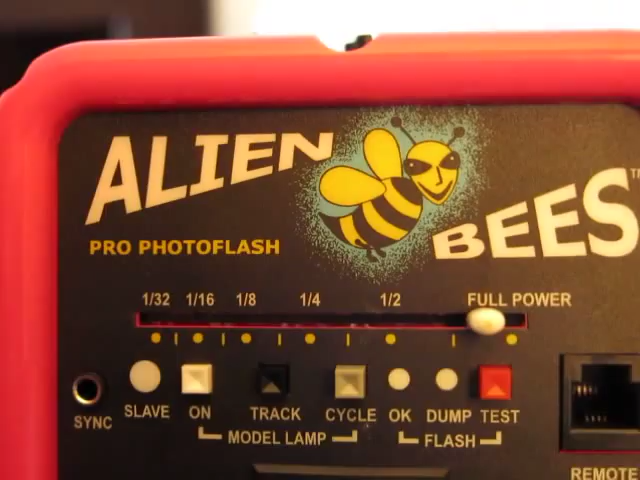 ALIEN
BEES™
PRO PHOTOFLASH
1/32 1/16 1/8 1/4 1/2 FULL POWER
SYNC SLAVE ON TRACK CYCLE OK DUMP TEST
MODEL LAMP FLASH
REMOTE